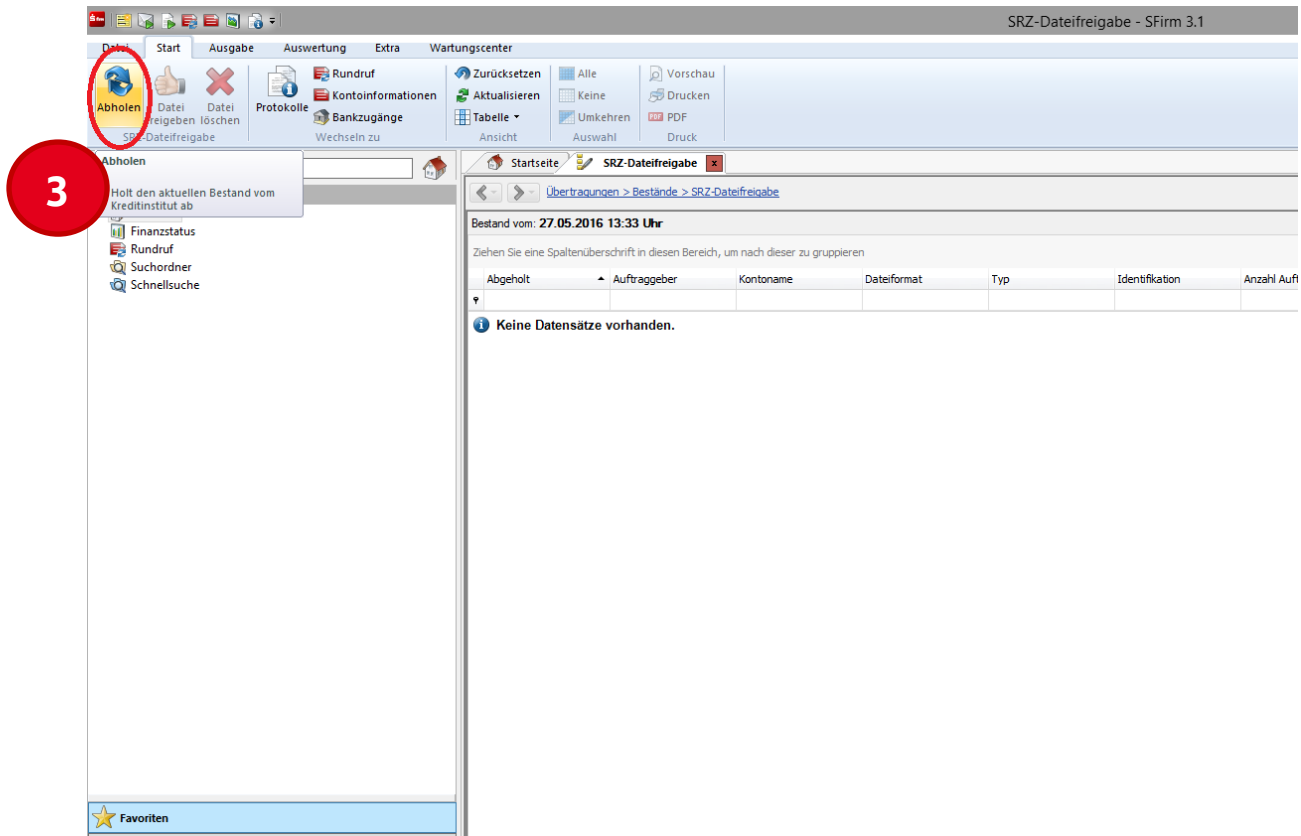 SRZ-Dateifreigabe - SFirm 3.1
Datei Start Ausgabe Auswertung Extra Wartungscenter
Abholen
Datei freigeben
Datei löschen
SRZ-Dateifreigabe
Protokolle
Rundruf
Kontoinformationen
Bankzugänge
Wechseln zu
Zurücksetzen
Aktualisieren
Tabelle
Ansicht
Alle
Keine
Umkehren
Auswahl
Vorschau
Drucken
PDF PDF
Druck
3
Abholen
Holt den aktuellen Bestand vom
Kreditinstitut ab
Finanzstatus
Rundruf
Suchordner
Schnellsuche
Favoriten
Startseite SRZ-Dateifreigabe x
Übertragungen > Bestände > SRZ-Dateifreigabe
Bestand vom: 27.05.2016 13:33 Uhr
Ziehen Sie eine Spaltenüberschrift in diesen Bereich, um nach dieser zu gruppieren
Abgeholt Auftraggeber Kontoname Dateiformat Typ Identifikation Anzahl Auft
Keine Datensätze vorhanden.